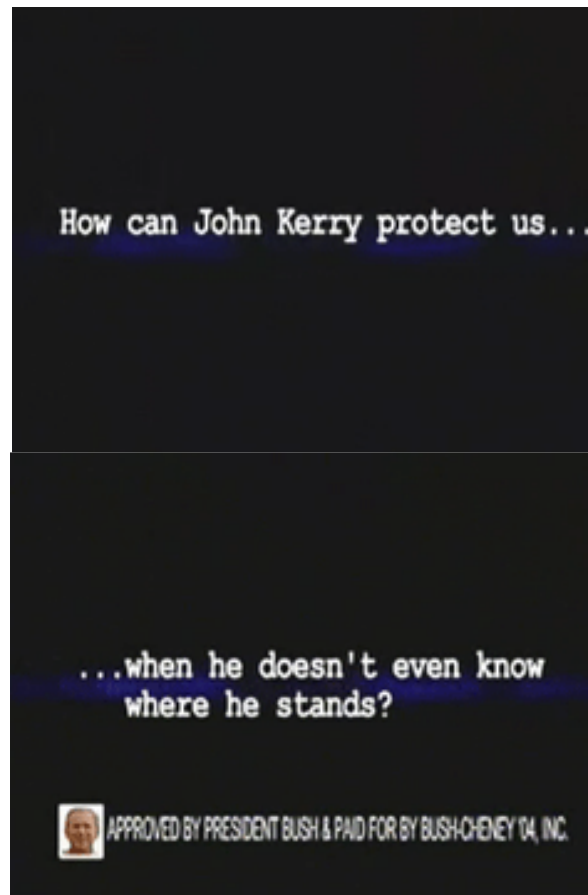 How can John Kerry protect us...
...when he doesn't even know
where he stands?
APPROVED BY PRESIDENT BUSH & PAID FOR BY BUSH-CHENEY '04, INC.